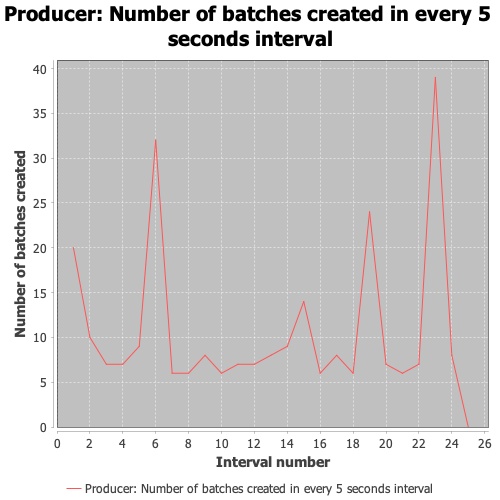 Producer: Number of batches created in every 5
seconds interval
Number of batches created
40
35
30
25
20
15
10
5
0
0 2 4 6 8 10 12 14 16 18 20 22 24 26
Interval number
Producer: Number of batches created in every 5 seconds interval